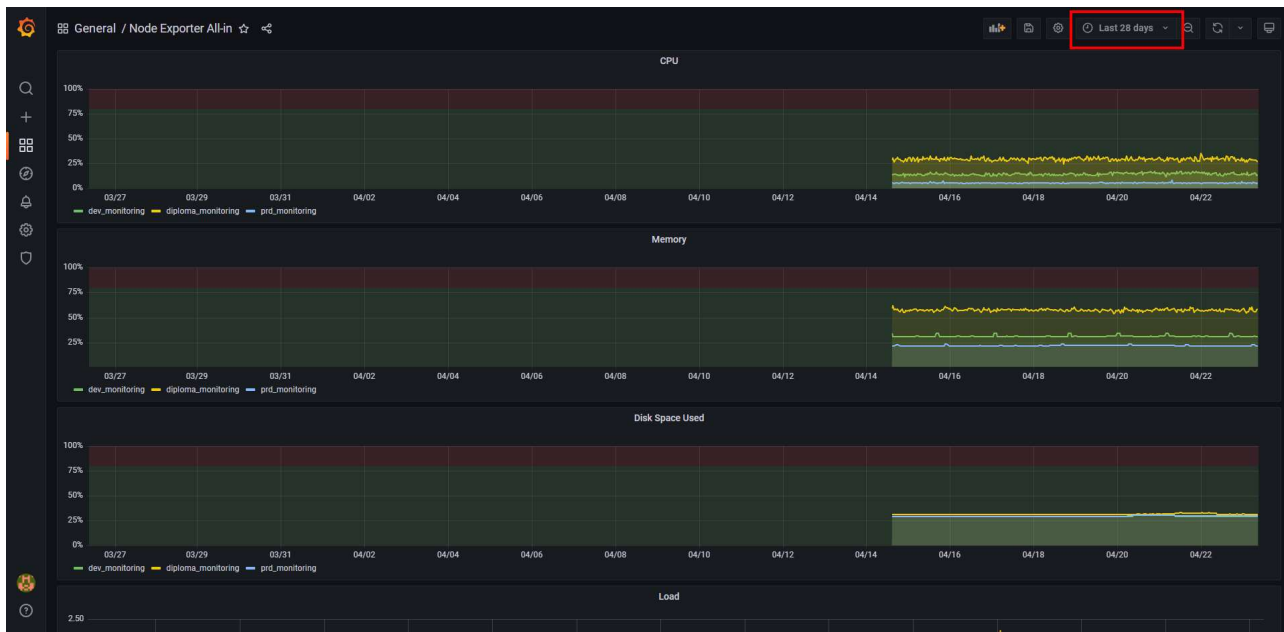 General / Node Exporter All-in
Last 28 days
CPU
100%
75%
50%
25%
0%
03/27 03/29 03/31 04/02 04/04 04/06 04/08 04/10 04/12 04/14 04/16 04/18 04/20 04/22
dev_monitoring diploma_monitoring prd_monitoring
Memory
100%
75%
50%
25%
03/27 03/29 03/31 04/02 04/04 04/06 04/08 04/10 04/12 04/14 04/16 04/18 04/20 04/22
dev_monitoring diploma_monitoring prd_monitoring
Disk Space Used
100%
75%
50%
25%
0%
03/27 03/29 03/31 04/02 04/04 04/06 04/08 04/10 04/12 04/14 04/16 04/18 04/20 04/22
dev_monitoring diploma_monitoring prd_monitoring
Load
2.50